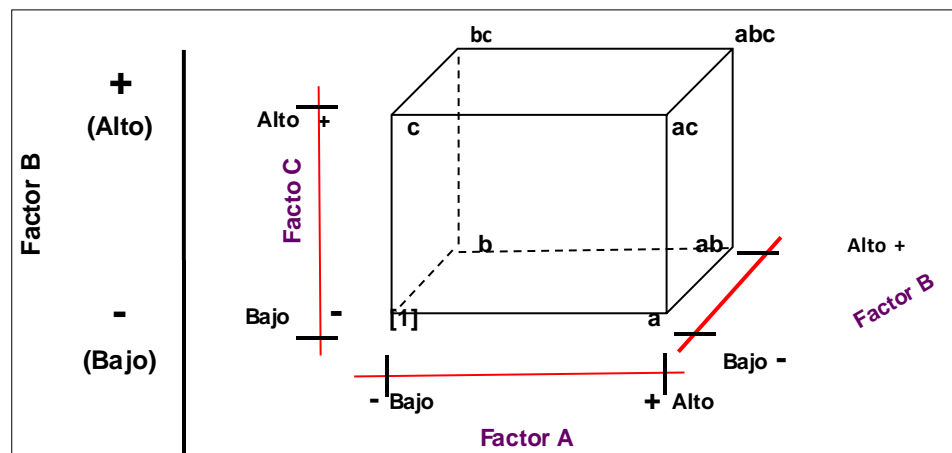 bc
abc
+
(Alto)
Alto +
c
ac
Factor B
Facto C
b
ab
Alto +
Factor B
-
(Bajo)
Bajo -
[1]
a
Bajo -
- Bajo
+ Alto
Factor A